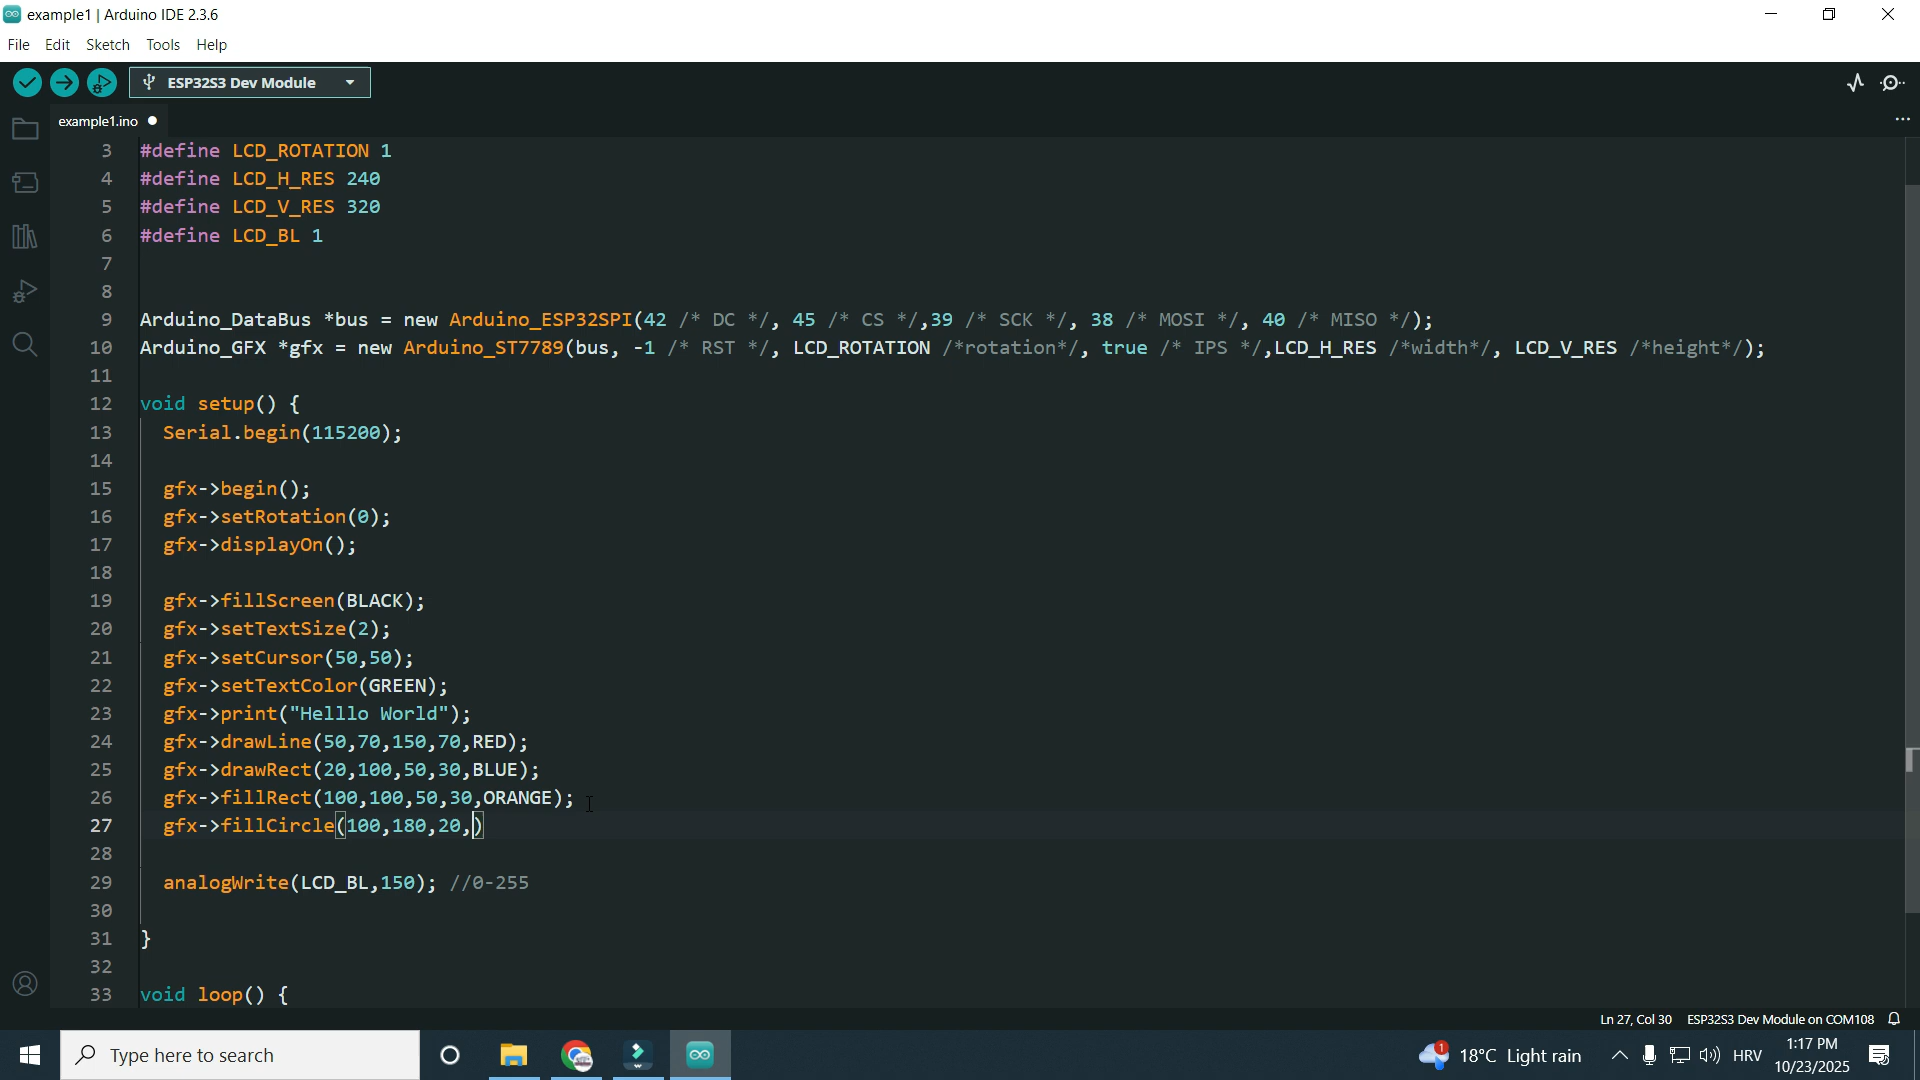 example1 | Arduino IDE 2.3.6
File Edit Sketch Tools Help
ESP32S3 Dev Module
example1.ino
3 #define LCD_ROTATION 1
4 #define LCD_H_RES 240
5 #define LCD_V_RES 320
6 #define LCD_BL 1
7
8
9 Arduino_DataBus *bus = new Arduino_ESP32SPI(42 /* DC */, 45 /* CS */,39 /* SCK */, 38 /* MOSI */, 40 /* MISO */);
10 Arduino_GFX *gfx = new Arduino_ST7789(bus, -1 /* RST */, LCD_ROTATION /*rotation*/, true /* IPS */,LCD_H_RES /*width*/, LCD_V_RES /*height*/);
11
12 void setup() {
13 Serial.begin(115200);
14
15 gfx->begin();
16 gfx->setRotation(0);
17 gfx->displayOn();
18
19 gfx->fillScreen(BLACK);
20 gfx->setTextSize(2);
21 gfx->setCursor(50,50);
22 gfx->setTextColor(GREEN);
23 gfx->print("Helllo World");
24 gfx->drawLine(50,70,150,70,RED);
25 gfx->drawRect(20,100,50,30,BLUE);
26 gfx->fillRect(100,100,50,30,ORANGE);
27 gfx->fillCircle(100,180,20,)
28
29 analogWrite(LCD_BL,150); //0-255
30
31 }
32
33 void loop() {
Ln 27, Col 30 ESP32S3 Dev Module on COM108
Type here to search
1
18°C Light rain
HRV
1:17 PM
10/23/2025